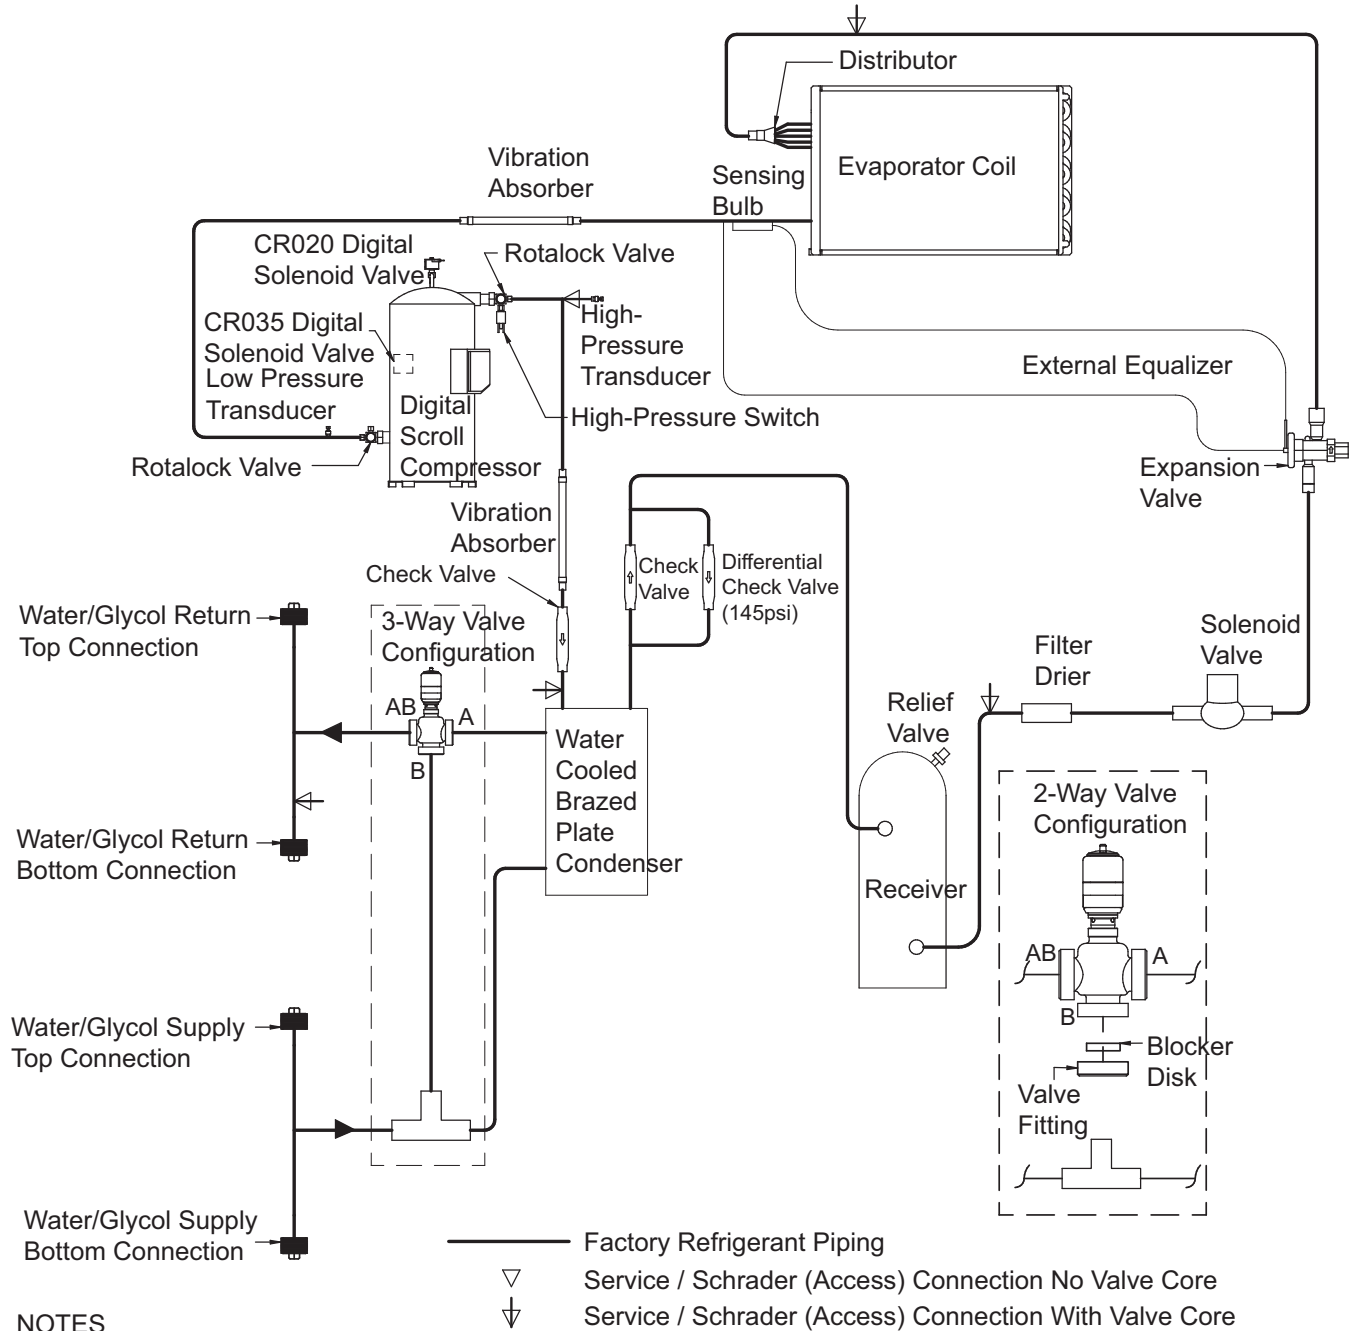 Distributor
Evaporator Coil
Vibration
Absorber
Sensing
Bulb
CR020 Digital
Solenoid Valve
Rotalock Valve
CR035 Digital
Solenoid Valve
Low Pressure
Transducer
High-
Pressure
Transducer
External Equalizer
Digital
Scroll
Compressor
High-Pressure Switch
Rotalock Valve
Expansion
Valve
Vibration
Absorber
Check Valve
Check
Valve
Differential
Check Valve
(145psi)
Water/Glycol Return
Top Connection
3-Way Valve
Configuration
Solenoid
Valve
Filter
Drier
Relief
Valve
AB
A
B
Water
Cooled
Brazed
Plate
Condenser
2-Way Valve
Configuration
Water/Glycol Return
Bottom Connection
Receiver
AB
A
B
Water/Glycol Supply
Top Connection
Blocker
Disk
Valve
Fitting
Water/Glycol Supply
Bottom Connection
Factory Refrigerant Piping
Service / Schrader (Access) Connection No Valve Core
Service / Schrader (Access) Connection With Valve Core
NOTES